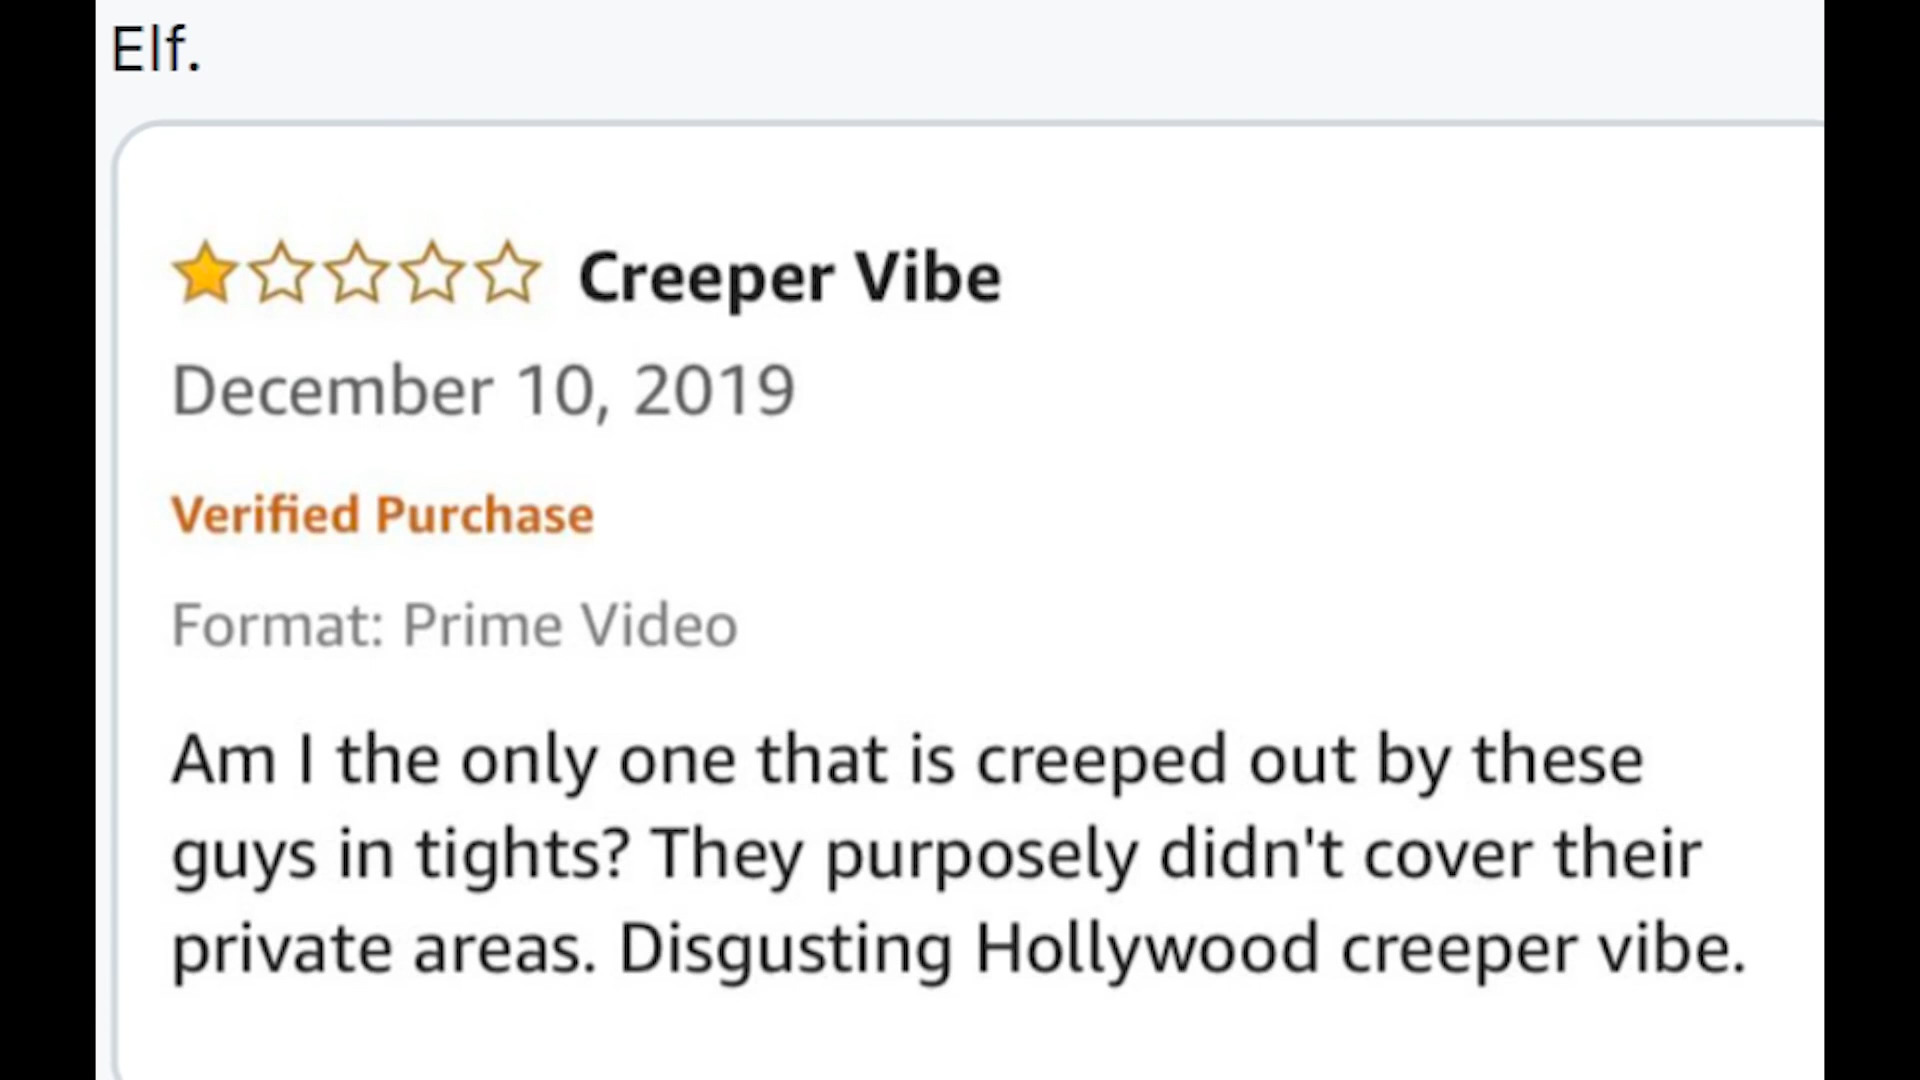 Elf.
Creeper Vibe
December 10, 2019
Verified Purchase
Format: Prime Video
Am I the only one that is creeped out by these
guys in tights? They purposely didn't cover their
private areas. Disgusting Hollywood creeper vibe.